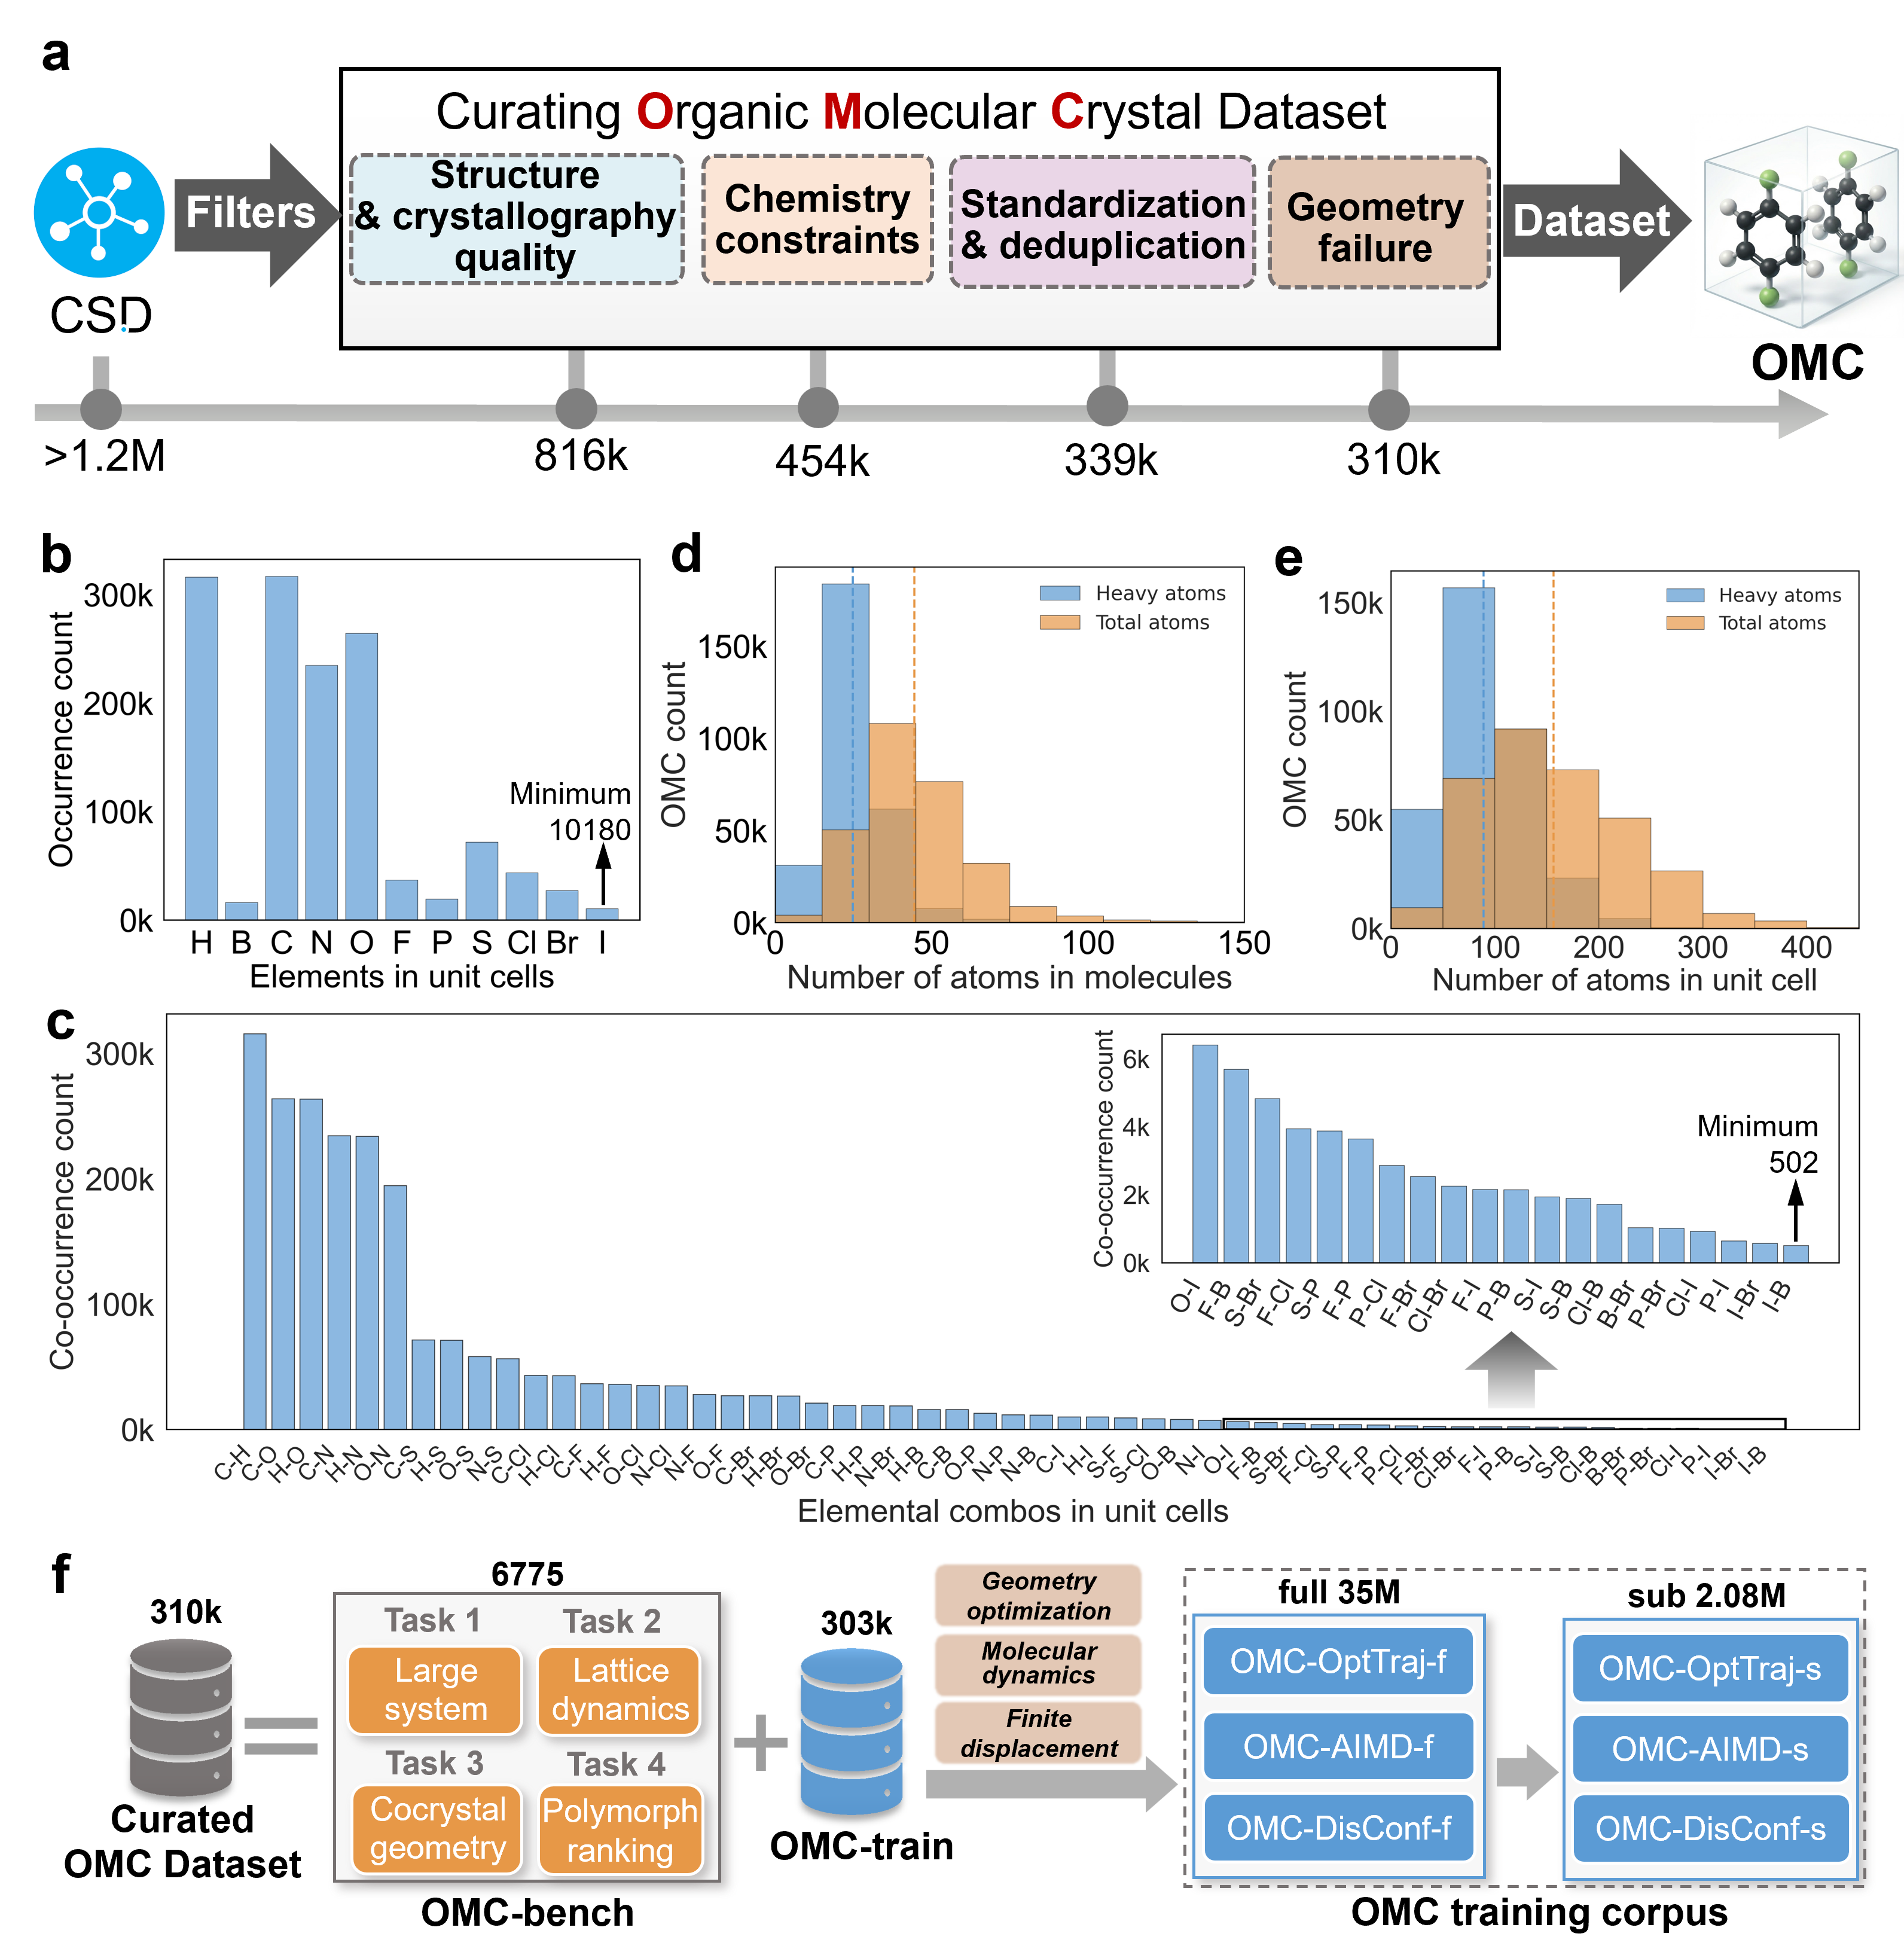 a
Curating Organic Molecular Crystal Dataset
CSD
Filters
Structure
& crystallography
quality
Chemistry
constraints
Standardization
& deduplication
Geometry
failure
Dataset
OMC
>1.2M
816k
454k
339k
310k
b
Occurrence count
300k
200k
100k
0k
Minimum
10180
H B C N O F P S Cl Br I
Elements in unit cells
d
OMC count
150k
100k
50k
0k
Heavy atoms
Total atoms
0 50 100 150
Number of atoms in molecules
e
OMC count
150k
100k
50k
0k
Heavy atoms
Total atoms
0 100 200 300 400
Number of atoms in unit cell
c
Co-occurrence count
300k
200k
100k
0k
C-H C-O H-O C-N H-N O-N C-S H-S O-S N-S C-Cl H-Cl C-F H-F O-Cl N-Cl N-F O-F C-Br H-Br O-Br C-P H-P N-Br H-B C-B O-P N-P N-B C-I H-I S-F S-Cl O-B N-I O-I F-B S-Br F-Cl S-P F-P P-Cl F-Br Cl-Br F-I P-B S-I S-B Cl-B B-Br P-Br Cl-I P-I I-Br I-B
Elemental combos in unit cells
Co-occurrence count
6k
4k
2k
0k
Minimum
502
O-I F-B S-Br F-Cl S-P F-P P-Cl F-Br Cl-Br F-I P-B S-I S-B Cl-B B-Br P-Br Cl-I P-I I-Br I-B
f
310k
Curated
OMC Dataset
6775
Task 1
Large
system
Task 2
Lattice
dynamics
Task 3
Cocrystal
geometry
Task 4
Polymorph
ranking
OMC-bench
303k
OMC-train
Geometry
optimization
Molecular
dynamics
Finite
displacement
full 35M
OMC-OptTraj-f
OMC-AIMD-f
OMC-DisConf-f
sub 2.08M
OMC-OptTraj-s
OMC-AIMD-s
OMC-DisConf-s
OMC training corpus